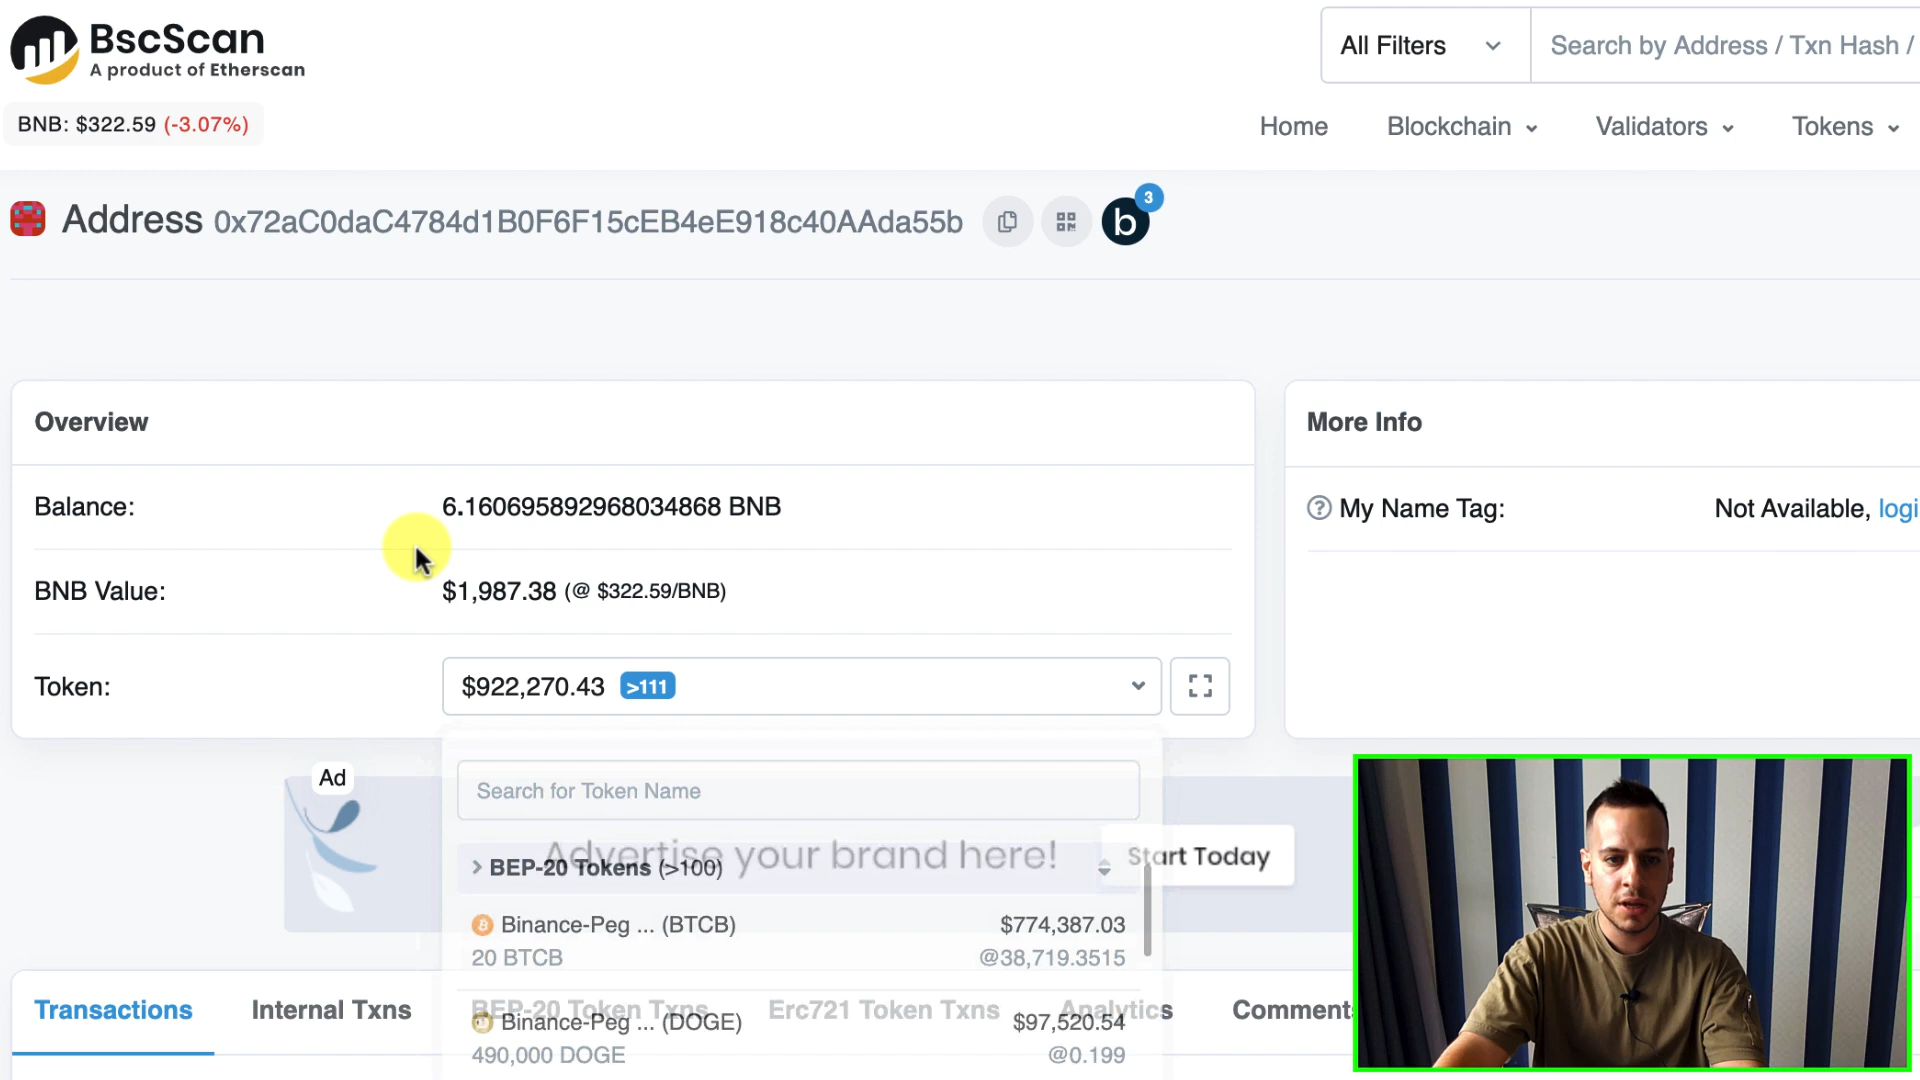 BscScan
A product of Etherscan
All Filters
Search by Address / Txn Hash /
BNB: $322.59 (-3.07%)
Home
Blockchain
Validators
Tokens
Address 0x72aC0daC4784d1B0F6F15cEB4eE918c40AAda55b
b
3
Overview
Balance:
6.160695892968034868 BNB
BNB Value:
$1,987.38 (@ $322.59/BNB)
Token:
$922,270.43 >111
More Info
My Name Tag:
Not Available, logi
Ad
Search for Token Name
Advertise your brand here!
Start Today
BEP-20 Tokens (>100)
Binance-Peg ... (BTCB)
$774,387.03
20 BTCB
@38,719.3515
Transactions
Internal Txns
BEP-20 Token Txns
Erc721 Token Txns
Analytics
Comments
Binance-Peg ... (DOGE)
$97,520.54
490,000 DOGE
@0.199